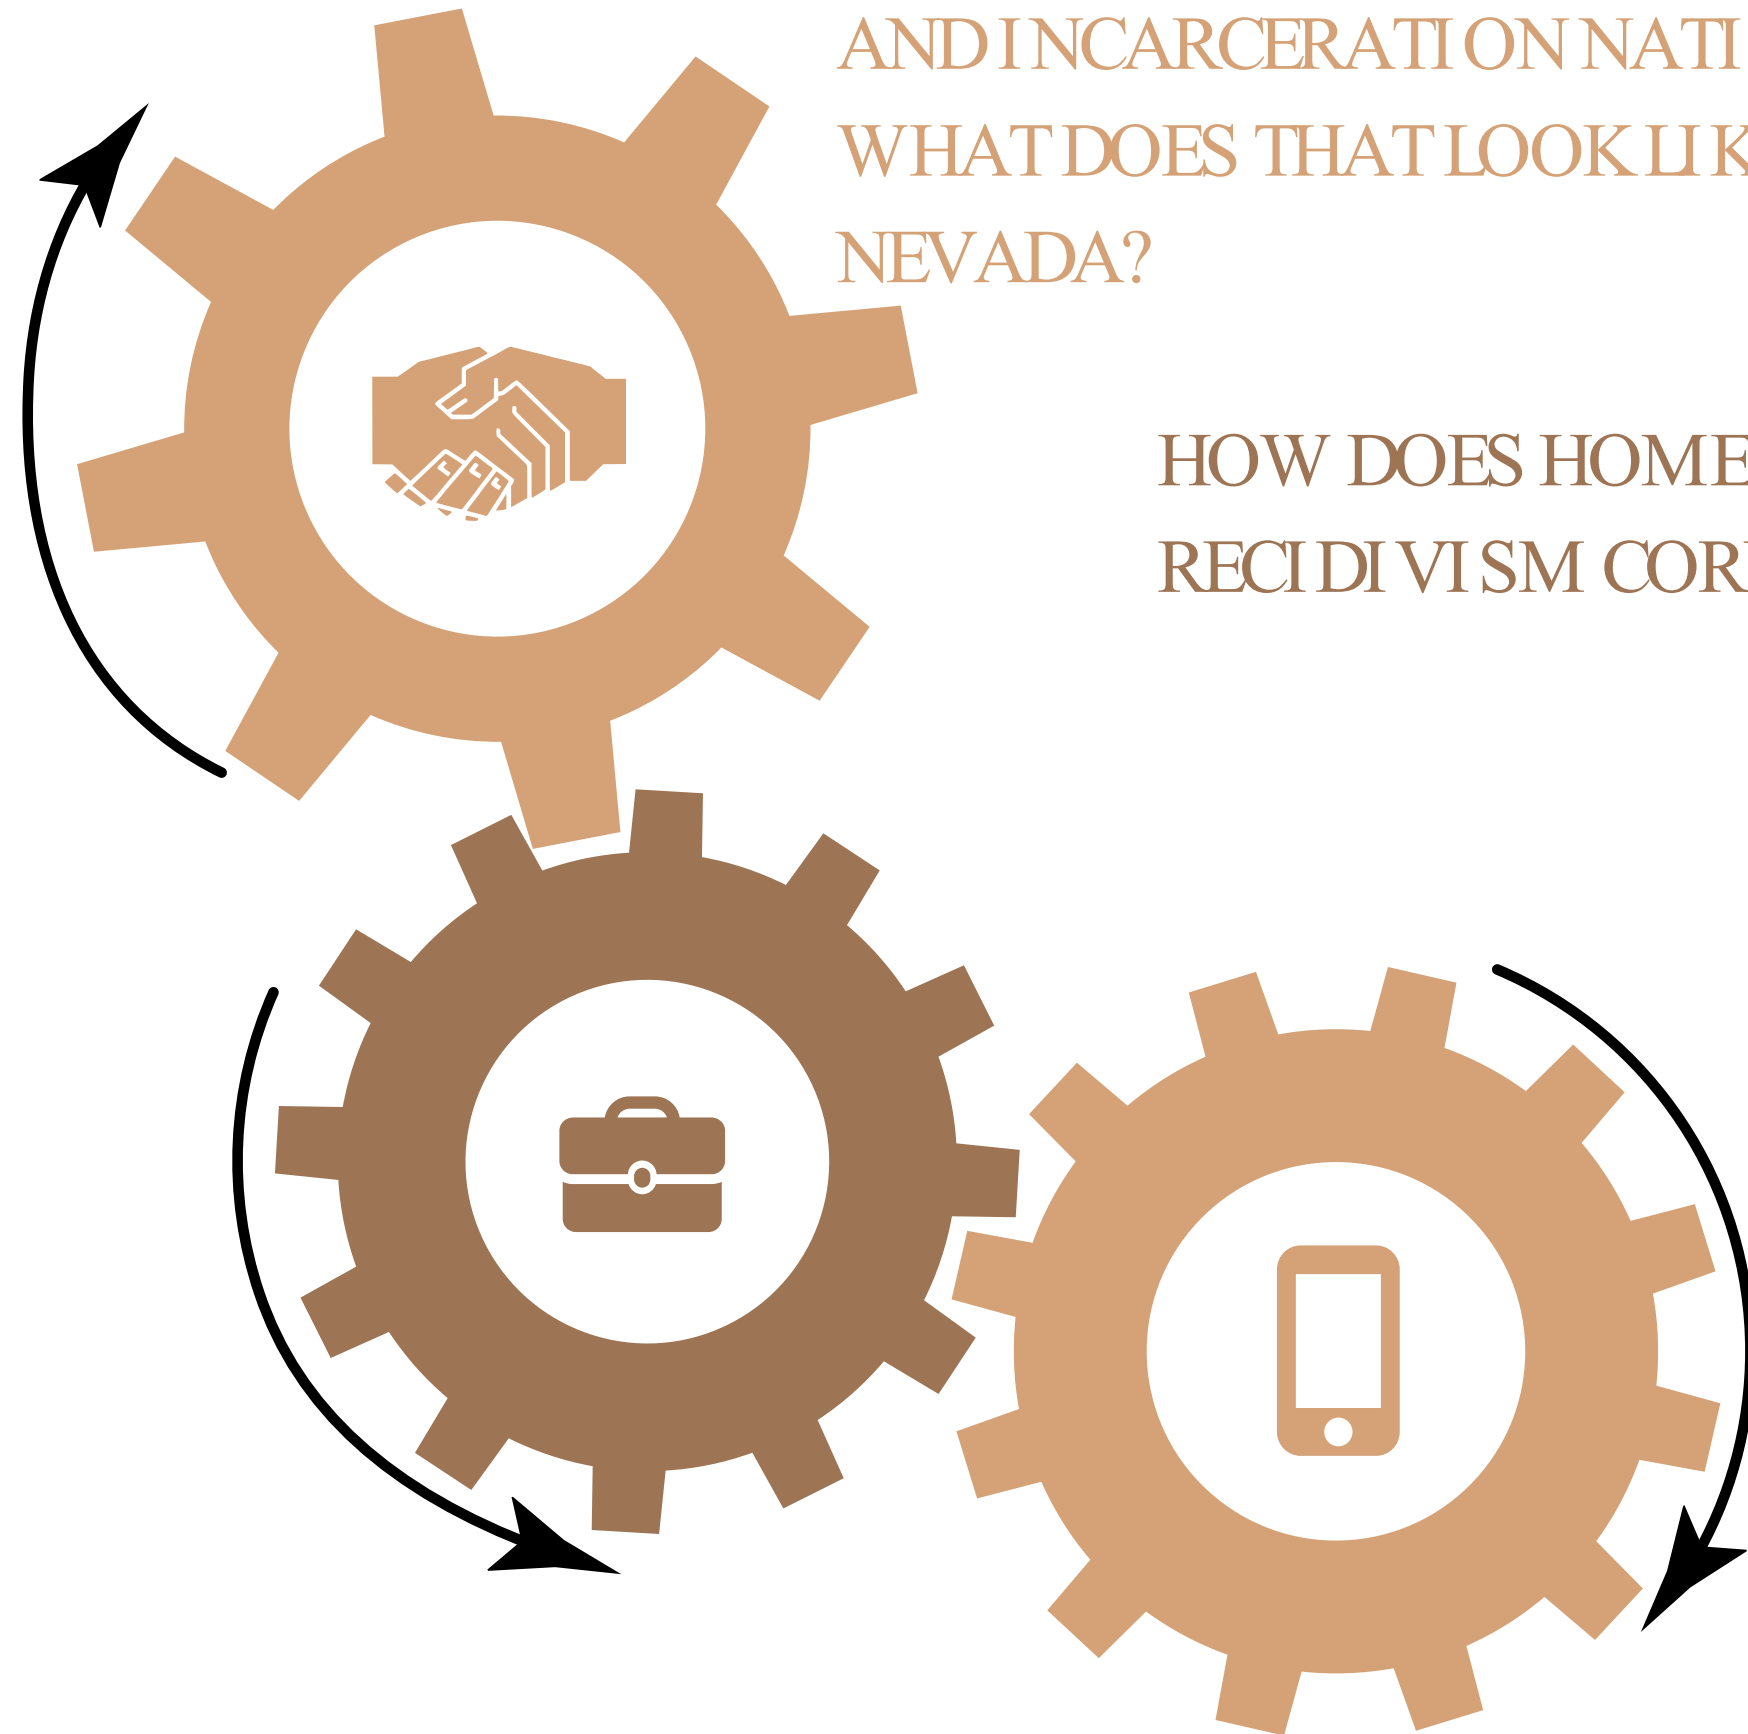 AND INCARCERATION NATI
WHAT DOES THAT LOOK LIK
NEVADA?
HOW DOES HOME
RECIDIVISM COR